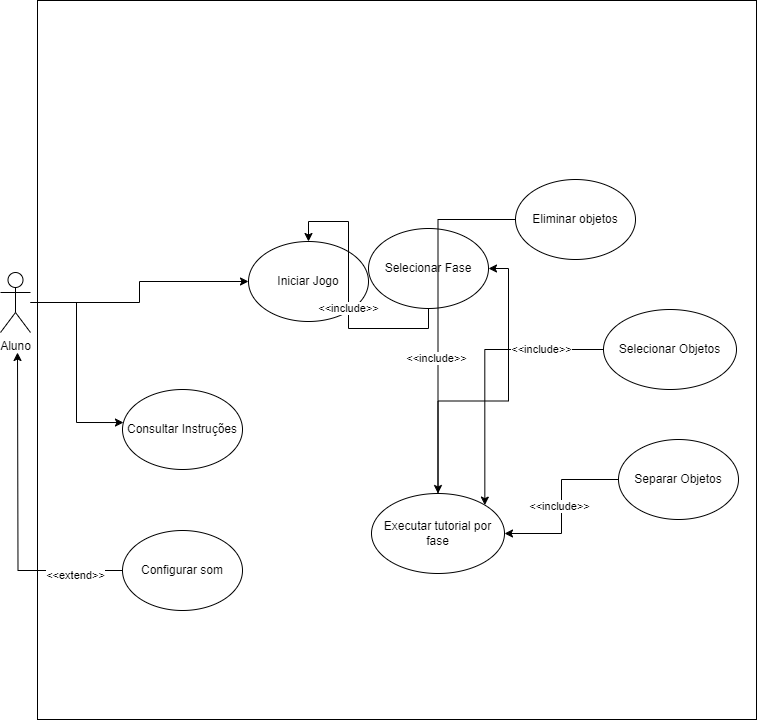 Eliminar objetos
Selecionar Fase
Iniciar Jogo
<<include>>
Aluno
<<include>>
<<include>>
Selecionar Objetos
Consultar Instruções
Separar Objetos
<<include>>
Executar tutorial por
fase
Configurar som
<<extend>>